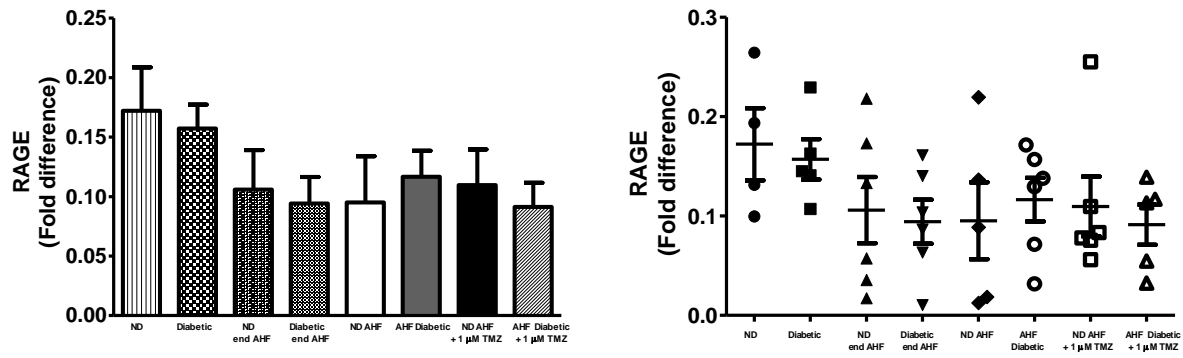 RAGE
(Fold difference)
0.25
0.20
0.15
0.10
0.05
0.00
ND
Diabetic
ND
end AHF
Diabetic
end AHF
ND AHF
AHF Diabetic
ND AHF
+ 1 μM TMZ
AHF Diabetic
+ 1 μM TMZ
RAGE
(Fold difference)
0.3
0.2
0.1
0.0
ND
Diabetic
ND
end AHF
Diabetic
end AHF
ND AHF
AHF
Diabetic
ND AHF
+ 1 μM TMZ
AHF Diabetic
+ 1 μM TMZ